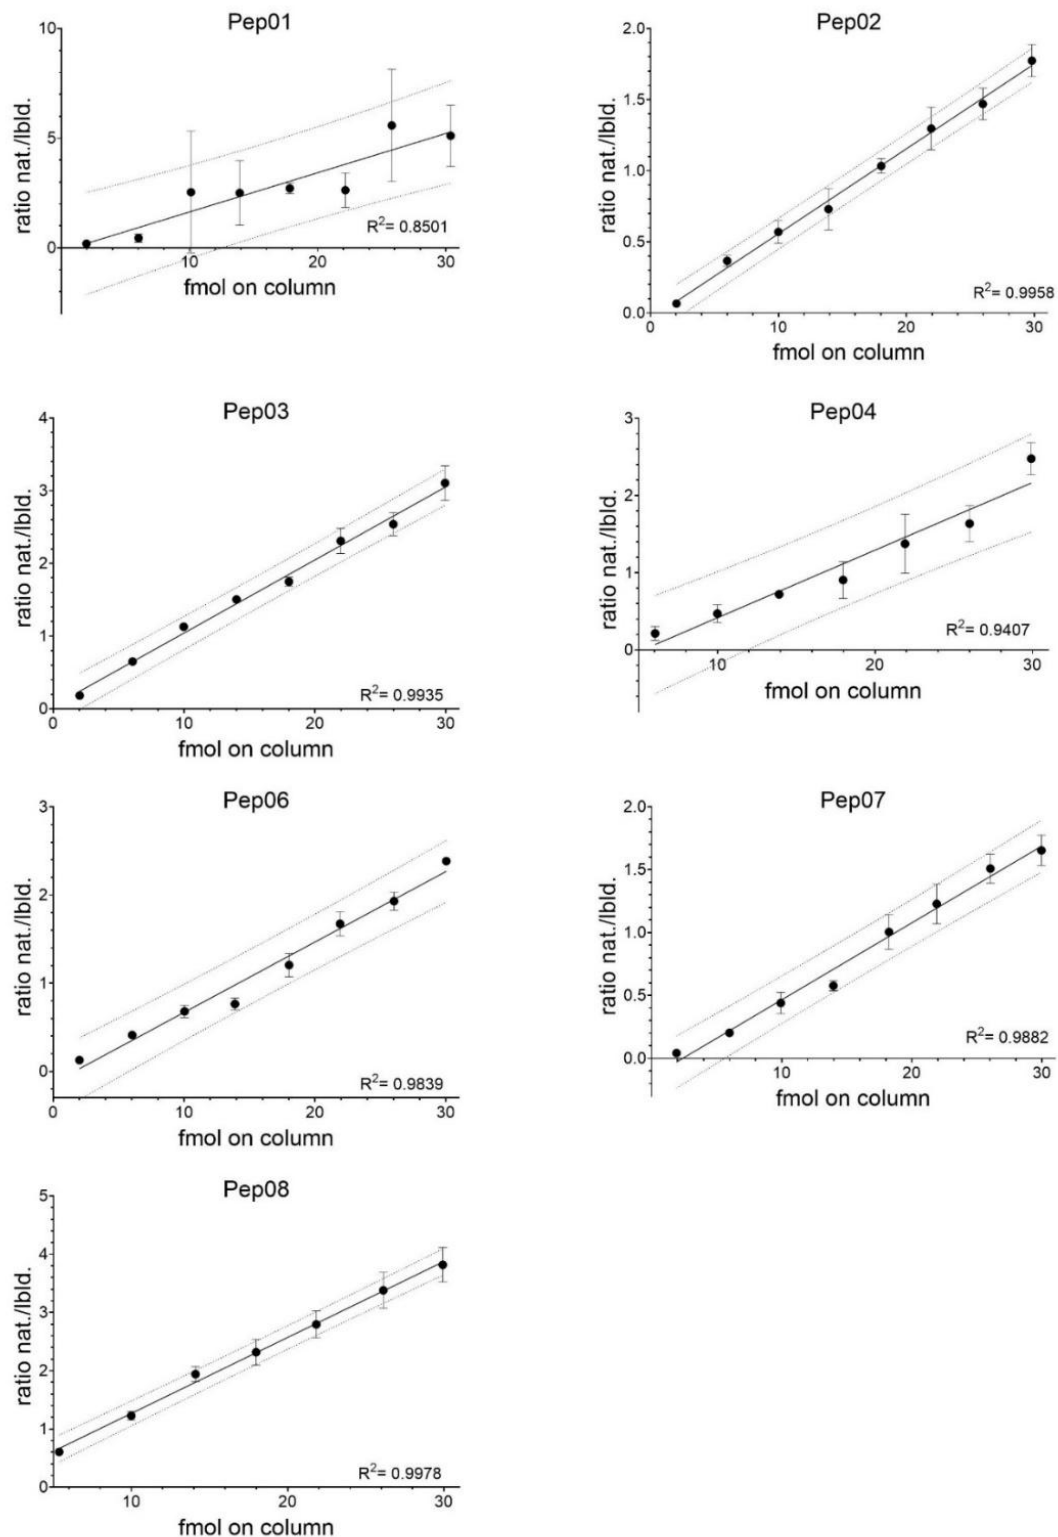 Pep01
10
5
0
ratio nat./lbld.
R²= 0.8501
10 20 30
fmol on column
Pep02
2.0
1.5
1.0
0.5
0.0
ratio nat./lbld.
R²= 0.9958
0 10 20 30
fmol on column
Pep03
4
3
2
1
0
ratio nat./lbld.
R²= 0.9935
0 10 20 30
fmol on column
Pep04
3
2
1
0
ratio nat./lbld.
R²= 0.9407
10 20 30
fmol on column
Pep06
3
2
1
0
ratio nat./lbld.
R²= 0.9839
0 10 20 30
fmol on column
Pep07
2.0
1.5
1.0
0.5
0.0
ratio nat./lbld.
R²= 0.9882
10 20 30
fmol on column
Pep08
5
4
3
2
1
0
ratio nat./lbld.
R²= 0.9978
10 20 30
fmol on column